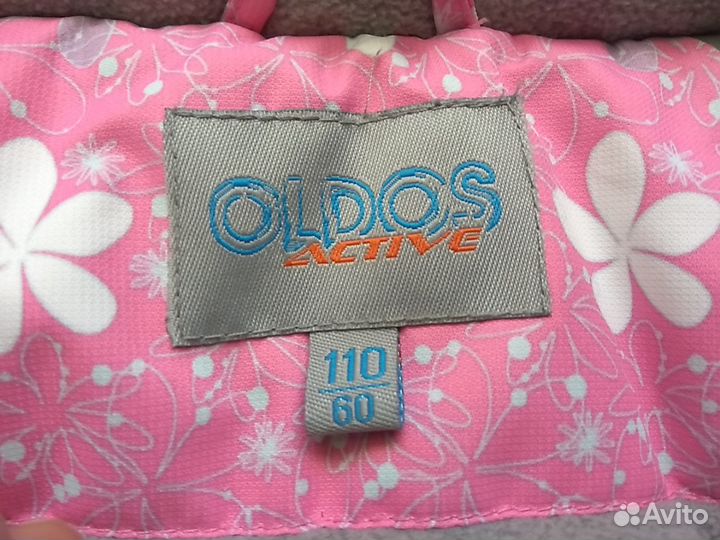 OLDOS
ACTIVE
110
60
Avito